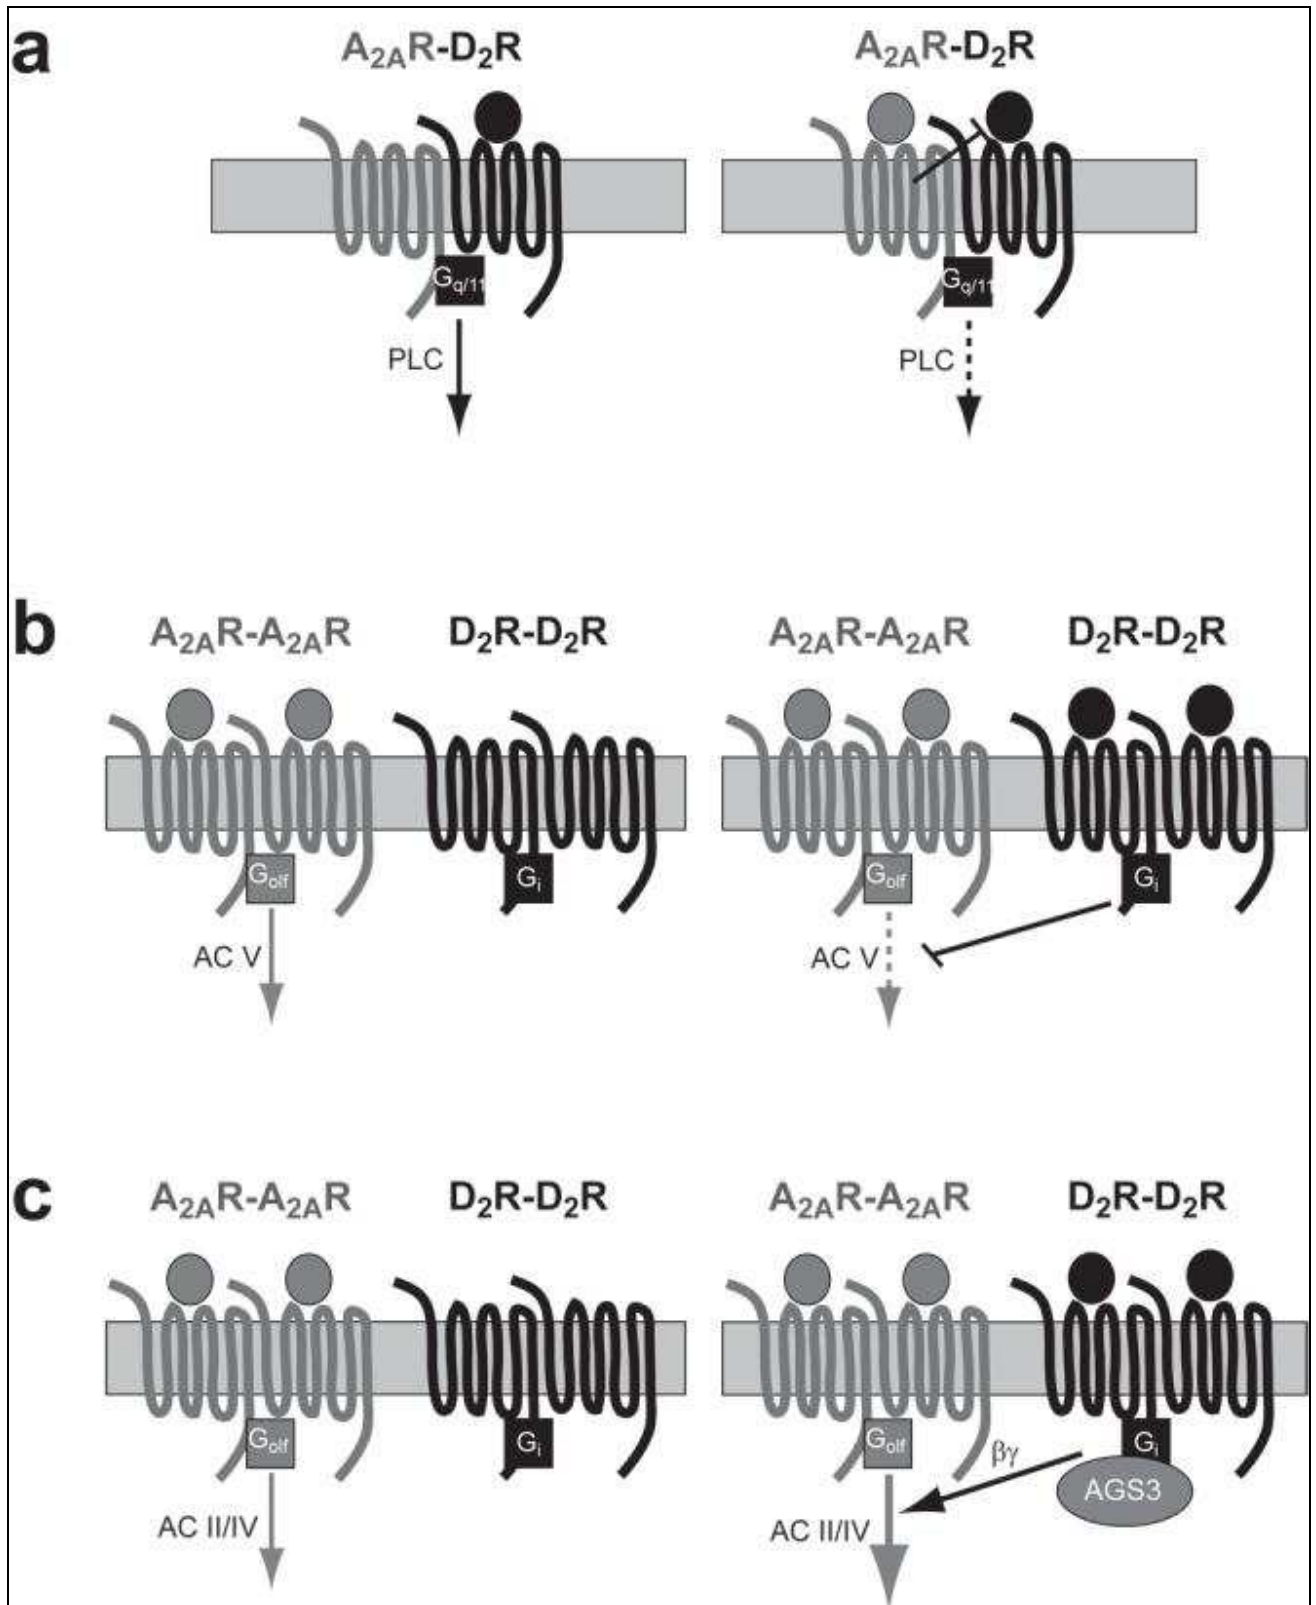 a
A2AR-D2R A2AR-D2R
Gq/11 Gq/11
PLC PLC
b
A2AR-A2AR D2R-D2R A2AR-A2AR D2R-D2R
Golf Gi Golf Gi
AC V AC V
c
A2AR-A2AR D2R-D2R A2AR-A2AR D2R-D2R
Golf Gi Golf Gi
βγ
AGS3
AC II/IV AC II/IV